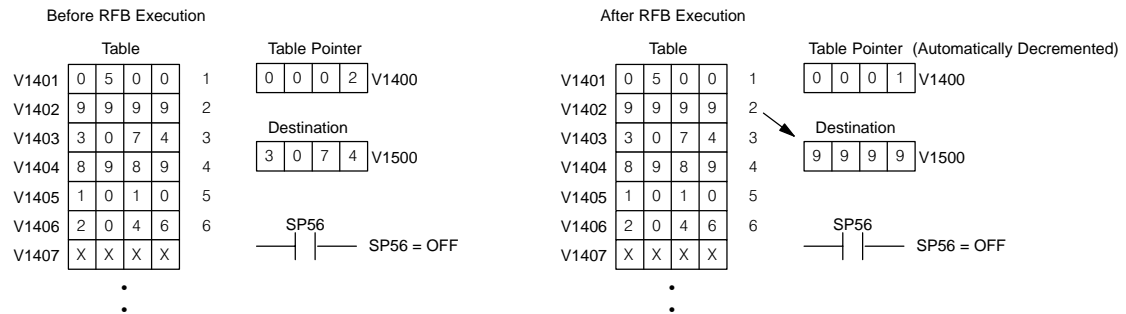 Before RFB Execution
Table
Table Pointer
V1401 0 5 0 0 1
0 0 0 2 V1400
V1402 9 9 9 9 2
V1403 3 0 7 4 3
Destination
V1404 8 9 8 9 4
3 0 7 4 V1500
V1405 1 0 1 0 5
V1406 2 0 4 6 6
SP56
SP56 = OFF
V1407 X X X X
After RFB Execution
Table
Table Pointer (Automatically Decremented)
V1401 0 5 0 0 1
0 0 0 1 V1400
V1402 9 9 9 9 2
V1403 3 0 7 4 3
Destination
V1404 8 9 8 9 4
9 9 9 9 V1500
V1405 1 0 1 0 5
V1406 2 0 4 6 6
SP56
SP56 = OFF
V1407 X X X X